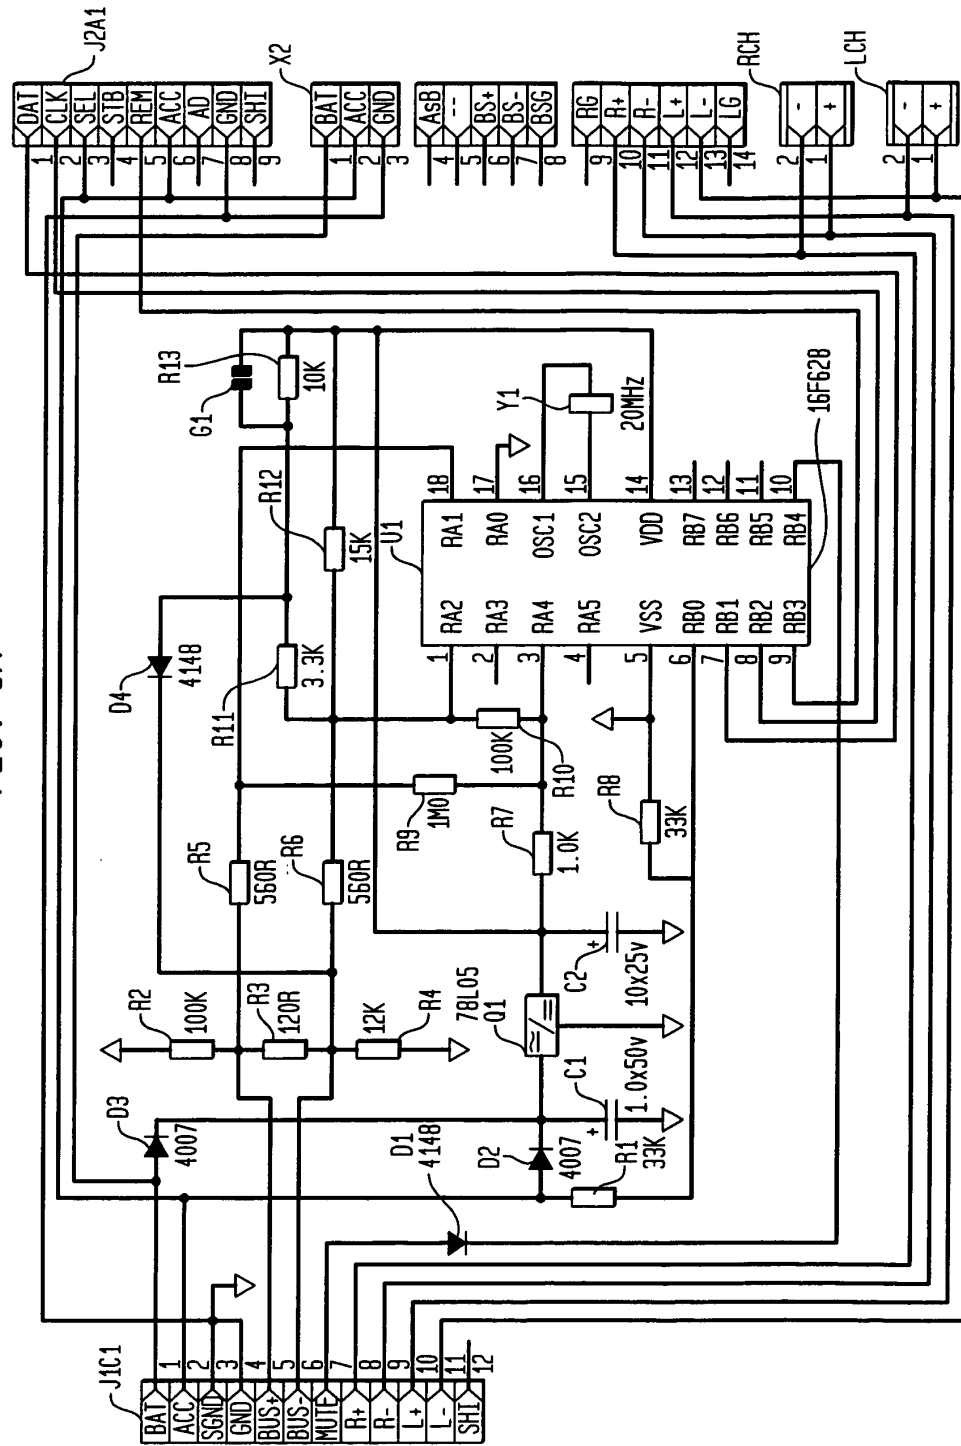 J2A1
DAT
CLK
SEL
STB
REM
ACC
AD
GND
SHI
1
2
3
4
5
6
7
8
9
X2
BAT
ACC
GND
1
2
3
AsB
--
BS+
BS-
BSG
4
5
6
7
8
RG
R+
R-
L+
L-
LG
9
10
11
12
13
14
RCH
-
+
2
1
LCH
-
+
2
1
R13
10K
G1
R12
15K
D4
4148
R11
3.3K
U1
RA1
RA0
OSC1
OSC2
VDD
RB7
RB6
RB5
RB4
18
17
16
15
14
13
12
11
10
RA2
RA3
RA4
RA5
VSS
RB0
RB1
RB2
RB3
1
2
3
4
5
6
7
8
9
Y1
20MHz
16F628
100K
R10
R9
1M0
R5
560R
R6
560R
R7
1.0K
R8
33K
R2
100K
R3
120R
12K
R4
78L05
Q1
C2
+
10x25v
C1
+
1.0x50v
D3
4007
D1
4148
D2
4007
R1
33K
J1C1
BAT
ACC
SGND
GND
BUS+
BUS-
MUTE
R+
R-
L+
L-
SHI
1
2
3
4
5
6
7
8
9
10
11
12